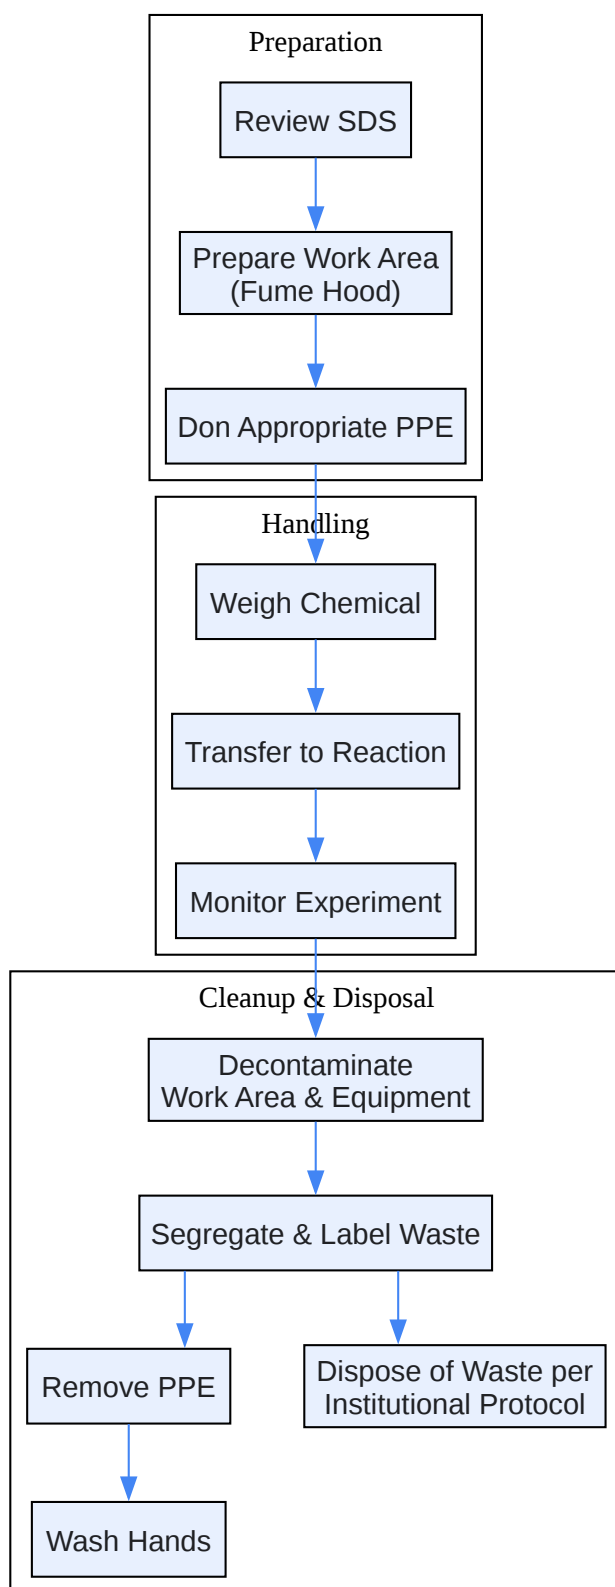 Preparation
Review SDS
Prepare Work Area
(Fume Hood)
Don Appropriate PPE
Handling
Weigh Chemical
Transfer to Reaction
Monitor Experiment
Cleanup & Disposal
Decontaminate
Work Area & Equipment
Segregate & Label Waste
Remove PPE
Dispose of Waste per
Institutional Protocol
Wash Hands